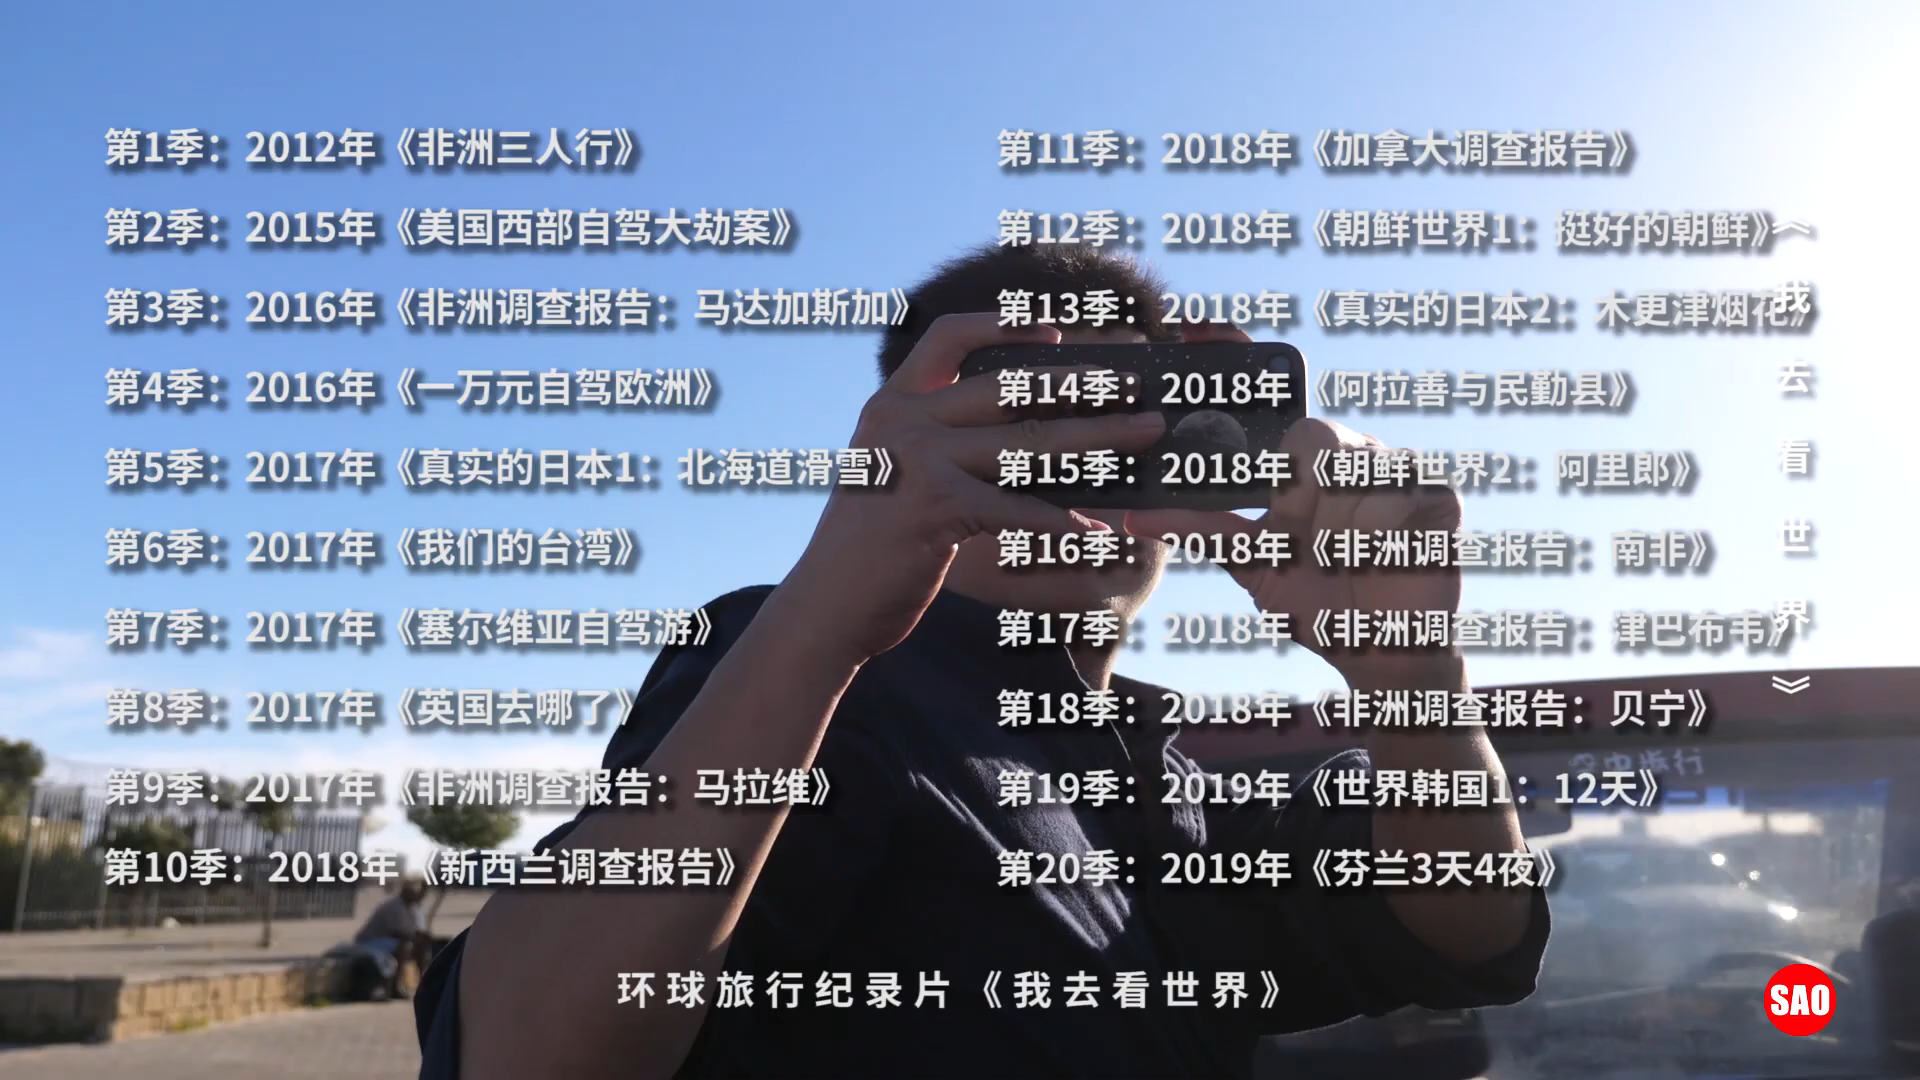 第1季：2012年《非洲三人行》
第2季：2015年《美国西部自驾大劫案》
第3季：2016年《非洲调查报告：马达加斯加》
第4季：2016年《一万元自驾欧洲》
第5季：2017年《真实的日本1：北海道滑雪》
第6季：2017年《我们的台湾》
第7季：2017年《塞尔维亚自驾游》
第8季：2017年《英国去哪了》
第9季：2017年《非洲调查报告：马拉维》
第10季：2018年《新西兰调查报告》
第11季：2018年《加拿大调查报告》
第12季：2018年《朝鲜世界1：挺好的朝鲜》
第13季：2018年《真实的日本2：木更津烟花》
第14季：2018年《阿拉善与民勤县》
第15季：2018年《朝鲜世界2：阿里郎》
第16季：2018年《非洲调查报告：南非》
第17季：2018年《非洲调查报告：津巴布韦》
第18季：2018年《非洲调查报告：贝宁》
第19季：2019年《世界韩国1：12天》
第20季：2019年《芬兰3天4夜》
《我去看世界》
环球旅行纪录片《我去看世界》
SAO